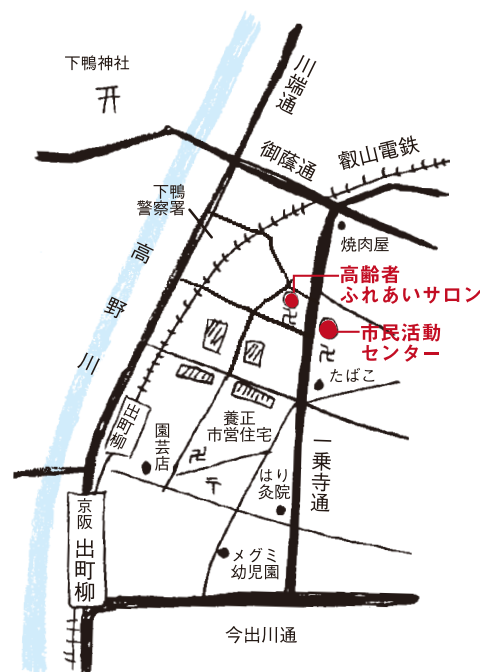 下鴨神社
川端通
御蔭通
叡山電鉄
下鴨
警察署
焼肉屋
高野川
高齢者
ふれあいサロン
市民活動
センター
たばこ
出町柳
養正
市営住宅
園芸店
一乗寺通
はり
灸院
京阪
出町柳
メグミ
幼児園
今出川通